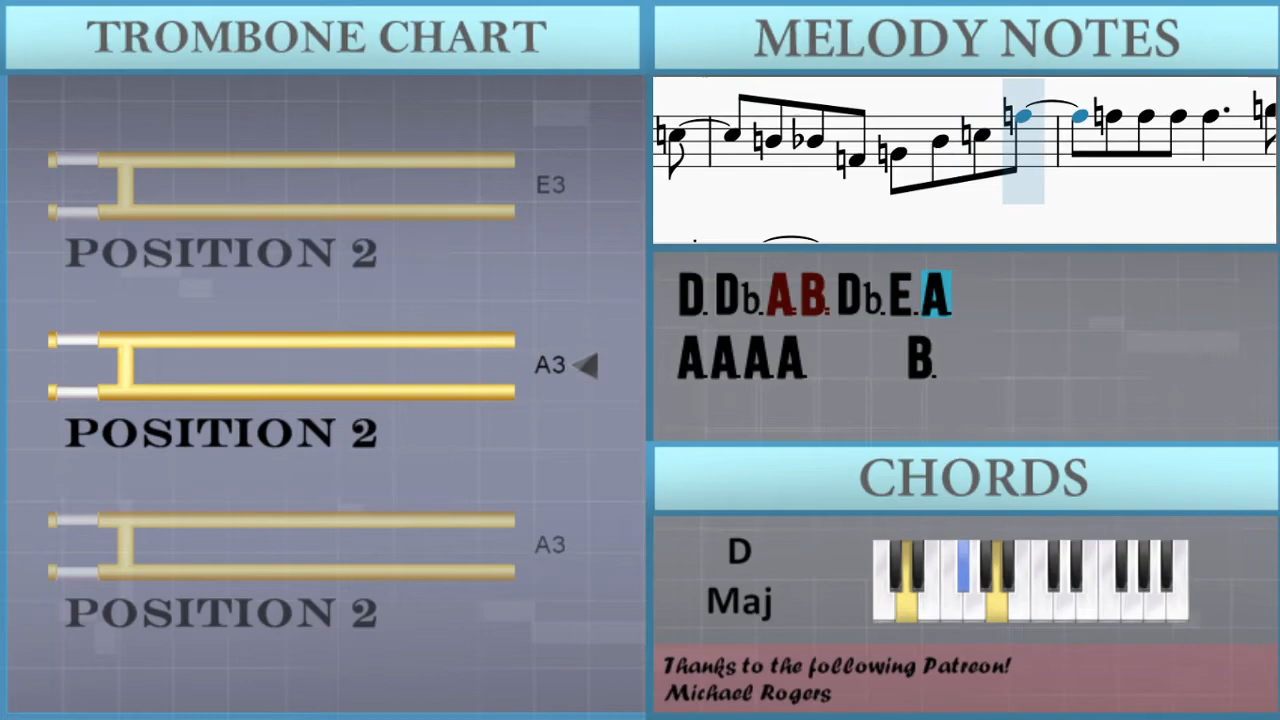 TROMBONE CHART
E3
POSITION 2
A3
POSITION 2
A3
POSITION 2
MELODY NOTES
D. Db. A. B. Db. E. A.
A A A A B.
CHORDS
D
Maj
Thanks to the following Patreon!
Michael Rogers